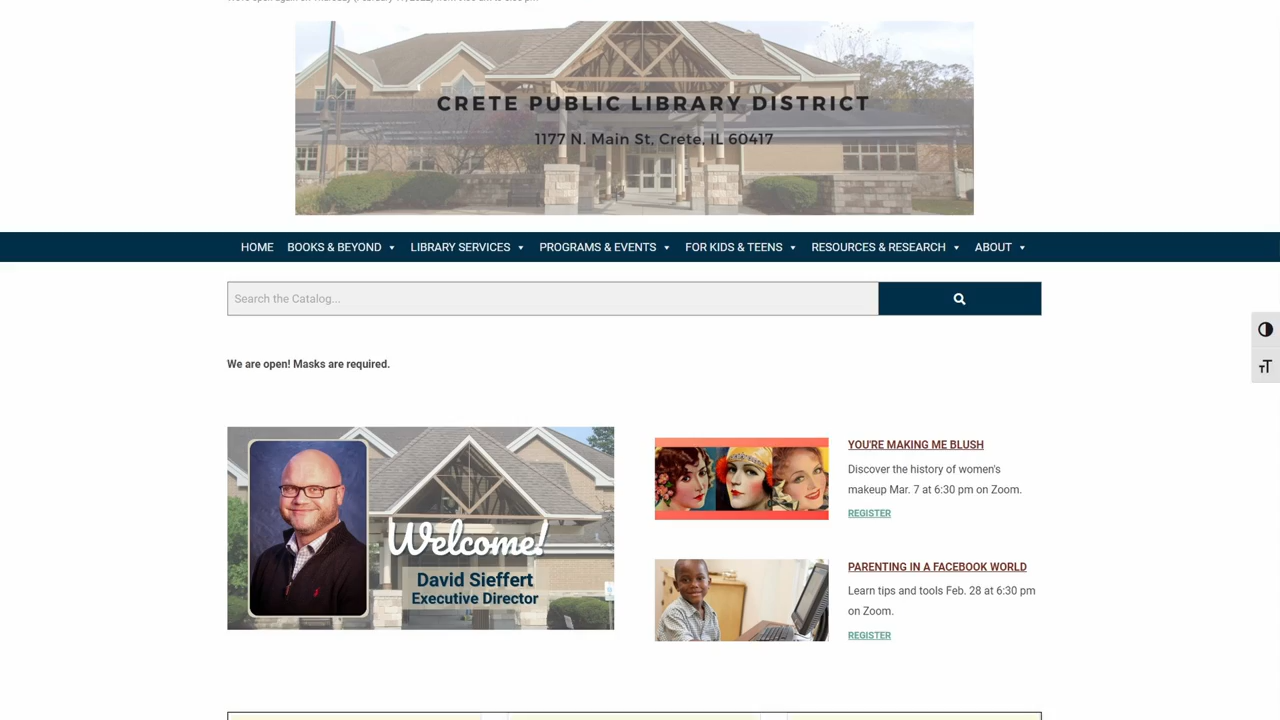 CRETE PUBLIC LIBRARY DISTRICT
1177 N. Main St, Crete, IL 60417
HOME BOOKS & BEYOND LIBRARY SERVICES PROGRAMS & EVENTS FOR KIDS & TEENS RESOURCES & RESEARCH ABOUT
Search the Catalog...
We are open! Masks are required.
Welcome!
David Sieffert
Executive Director
YOU'RE MAKING ME BLUSH
Discover the history of women's
makeup Mar. 7 at 6:30 pm on Zoom.
REGISTER
PARENTING IN A FACEBOOK WORLD
Learn tips and tools Feb. 28 at 6:30 pm
on Zoom.
REGISTER